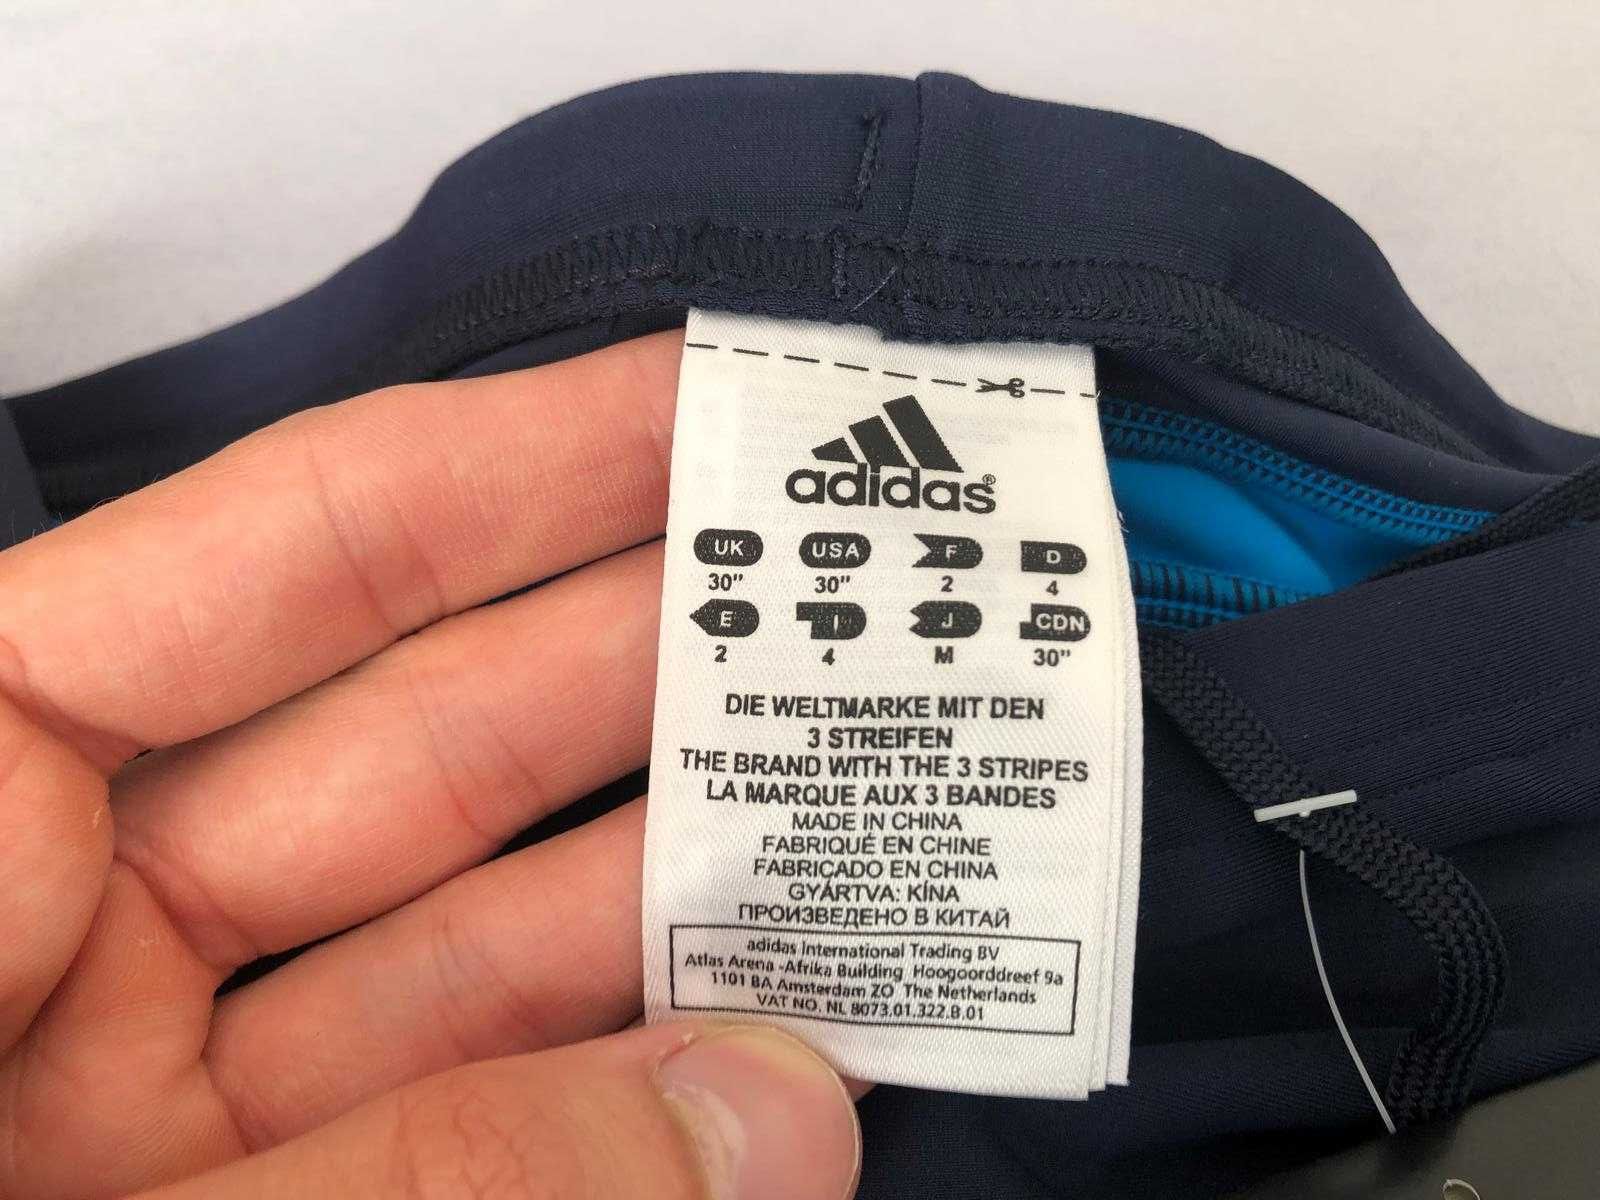 adidas®
UK USA F D
30" 30" 2 4
E I J CDN
2 4 M 30"
DIE WELTMARKE MIT DEN
3 STREIFEN
THE BRAND WITH THE 3 STRIPES
LA MARQUE AUX 3 BANDES
MADE IN CHINA
FABRIQUÉ EN CHINE
FABRICADO EN CHINA
GYÁRTVA: KÍNA
ПРОИЗВЕДЕНО В КИТАЙ
adidas International Trading BV
Atlas Arena -Afrika Building Hoogoorddreef 9a
1101 BA Amsterdam ZO The Netherlands
VAT NO. NL 8073.01.322.B.01